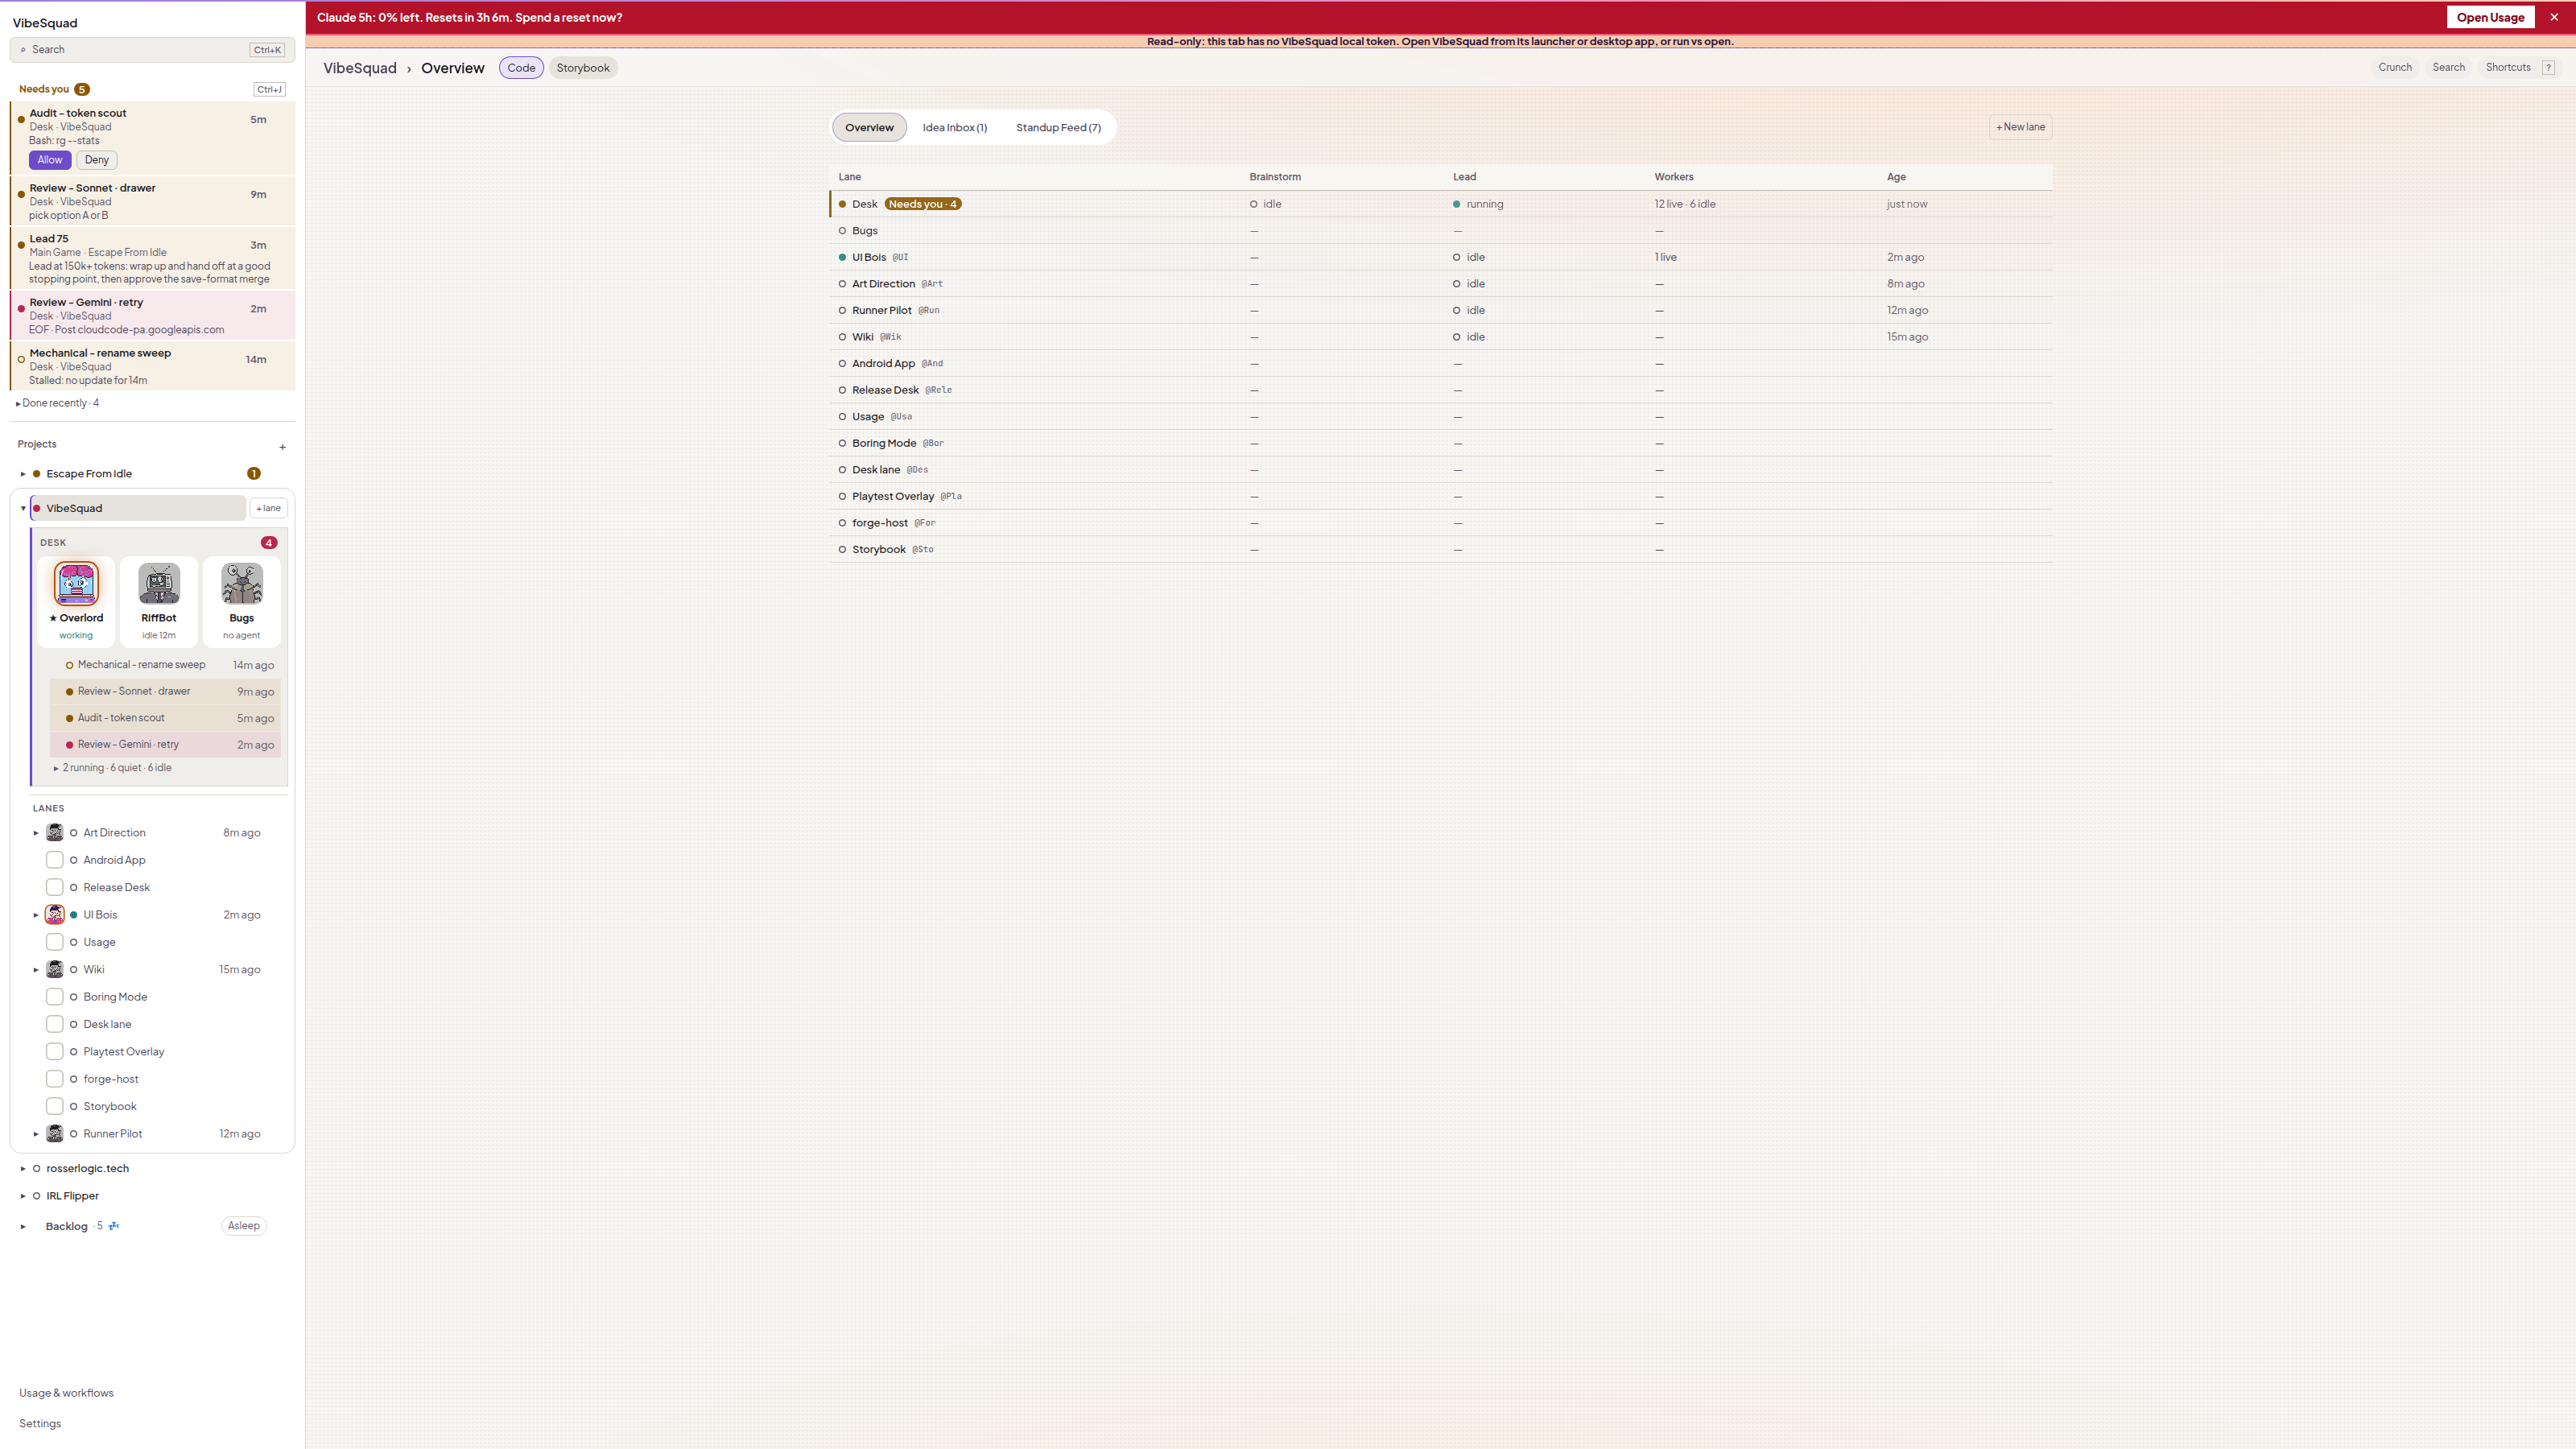 VibeSquad
Search Ctrl+K
Needs you 5 Ctrl+J
Audit – token scout 5m
Desk · VibeSquad
Bash: rg --stats
Allow Deny
Review – Sonnet · drawer 9m
Desk · VibeSquad
pick option A or B
Lead 75 3m
Main Game · Escape From Idle
Lead at 150k+ tokens: wrap up and hand off at a good
stopping point, then approve the save-format merge
Review – Gemini · retry 2m
Desk · VibeSquad
EOF · Post cloudcode-pa.googleapis.com
Mechanical – rename sweep 14m
Desk · VibeSquad
Stalled: no update for 14m
▸ Done recently · 4
Projects +
Escape From Idle 1
VibeSquad + lane
DESK 4
★ Overlord RiffBot Bugs
working idle 12m no agent
Mechanical – rename sweep 14m ago
Review – Sonnet · drawer 9m ago
Audit – token scout 5m ago
Review – Gemini · retry 2m ago
▸ 2 running · 6 quiet · 6 idle
LANES
Art Direction 8m ago
Android App
Release Desk
UI Bois 2m ago
Usage
Wiki 15m ago
Boring Mode
Desk lane
Playtest Overlay
forge-host
Storybook
Runner Pilot 12m ago
rosserlogic.tech
IRL Flipper
Backlog · 5 💤 Asleep
Usage & workflows
Settings
Claude 5h: 0% left. Resets in 3h 6m. Spend a reset now? Open Usage ✕
Read-only: this tab has no VibeSquad local token. Open VibeSquad from its launcher or desktop app, or run vs open.
VibeSquad › Overview Code Storybook Crunch Search Shortcuts ?
Overview Idea Inbox (1) Standup Feed (7) + New lane
Lane Brainstorm Lead Workers Age
Desk Needs you · 4 idle running 12 live · 6 idle just now
Bugs — — —
UI Bois @UI — idle 1 live 2m ago
Art Direction @Art — idle — 8m ago
Runner Pilot @Run — idle — 12m ago
Wiki @Wik — idle — 15m ago
Android App @And — — —
Release Desk @Rele — — —
Usage @Usa — — —
Boring Mode @Bor — — —
Desk lane @Des — — —
Playtest Overlay @Pla — — —
forge-host @For — — —
Storybook @Sto — — —